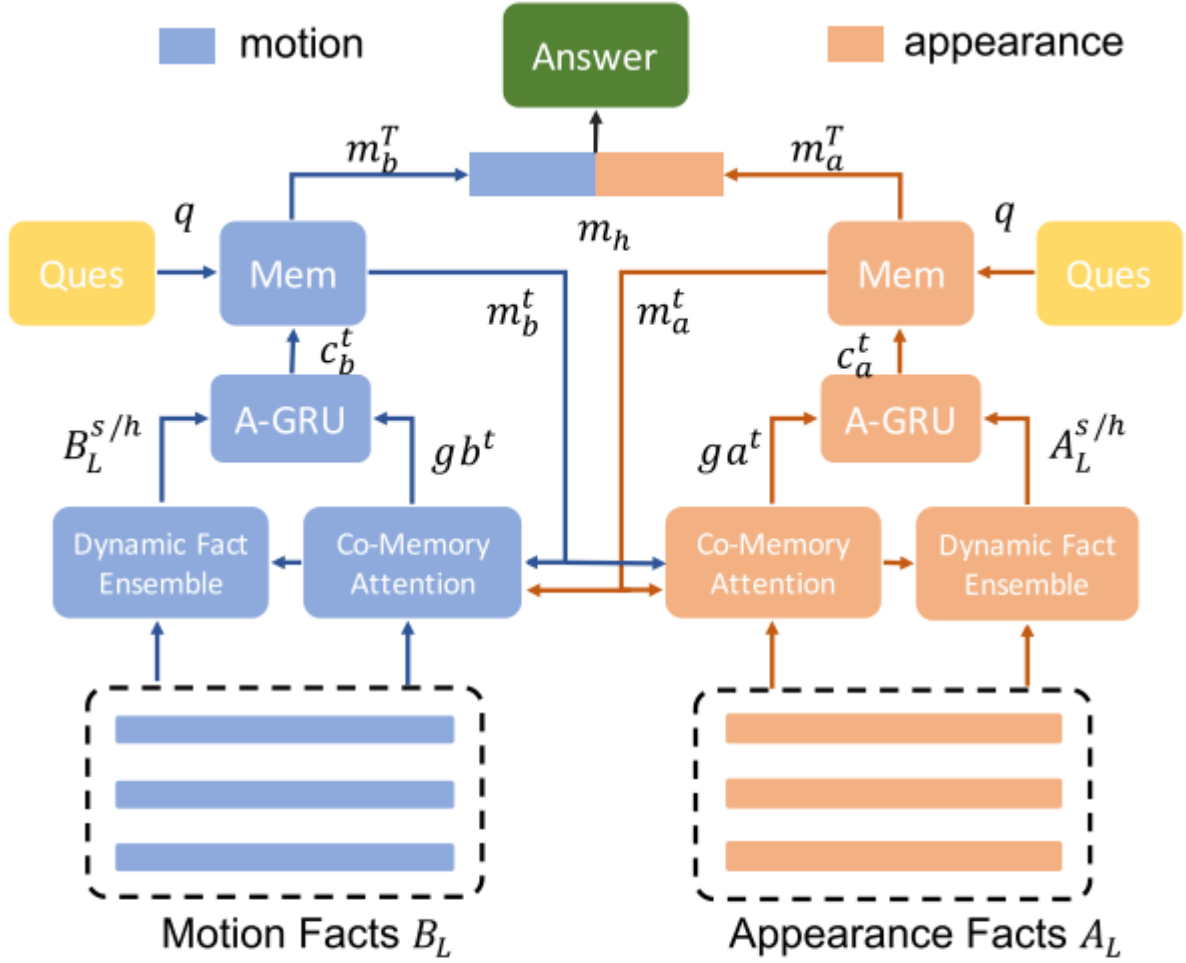 motion
Answer
appearance
m_b^T
m_a^T
q
m_h
q
Ques
Mem
Mem
Ques
m_b^t
m_a^t
c_b^t
c_a^t
A-GRU
A-GRU
B_L^{s/h}
gb^t
ga^t
A_L^{s/h}
Dynamic Fact
Ensemble
Co-Memory
Attention
Co-Memory
Attention
Dynamic Fact
Ensemble
Motion Facts B_L
Appearance Facts A_L